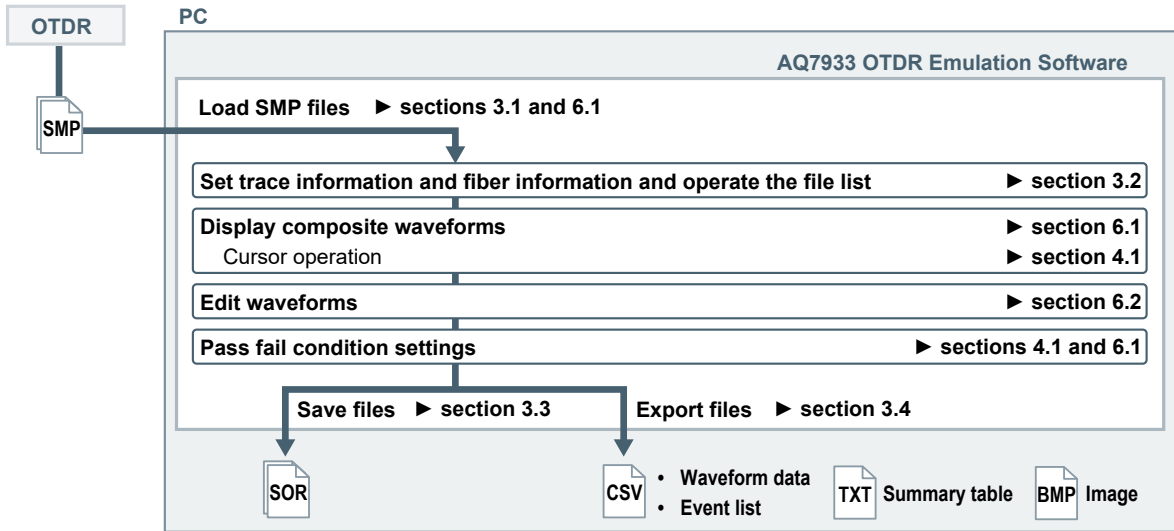 OTDR
PC
AQ7933 OTDR Emulation Software
SMP
Load SMP files ► sections 3.1 and 6.1
Set trace information and fiber information and operate the file list ► section 3.2
Display composite waveforms ► section 6.1
Cursor operation ► section 4.1
Edit waveforms ► section 6.2
Pass fail condition settings ► sections 4.1 and 6.1
Save files ► section 3.3
Export files ► section 3.4
SOR
CSV
• Waveform data
• Event list
TXT
Summary table
BMP
Image